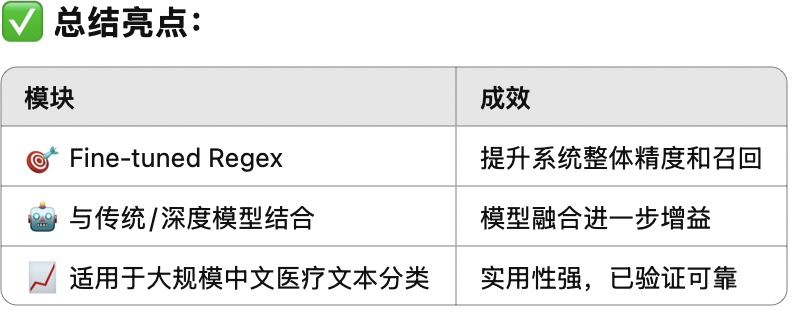 ✅ 总结亮点：
模块 成效
🎯 Fine-tuned Regex 提升系统整体精度和召回
🤖 与传统/深度模型结合 模型融合进一步增益
📈 适用于大规模中文医疗文本分类 实用性强，已验证可靠